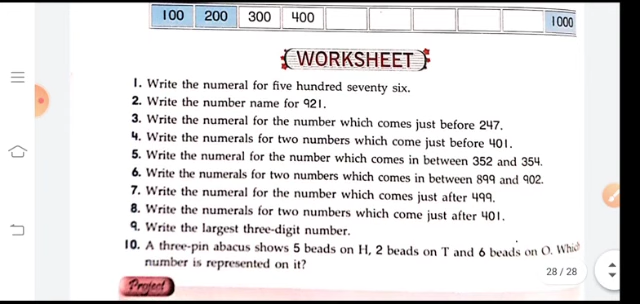 100 200 300 400 1000
WORKSHEET
1. Write the numeral for five hundred seventy six.
2. Write the number name for 921.
3. Write the numeral for the number which comes just before 247.
4. Write the numerals for two numbers which come just before 401.
5. Write the numeral for the number which comes in between 352 and 354.
6. Write the numerals for two numbers which comes in between 899 and 902.
7. Write the numeral for the number which comes just after 499.
8. Write the numerals for two numbers which come just after 401.
9. Write the largest three-digit number.
10. A three-pin abacus shows 5 beads on H, 2 beads on T and 6 beads on O. Which
number is represented on it?
28 / 28
Project